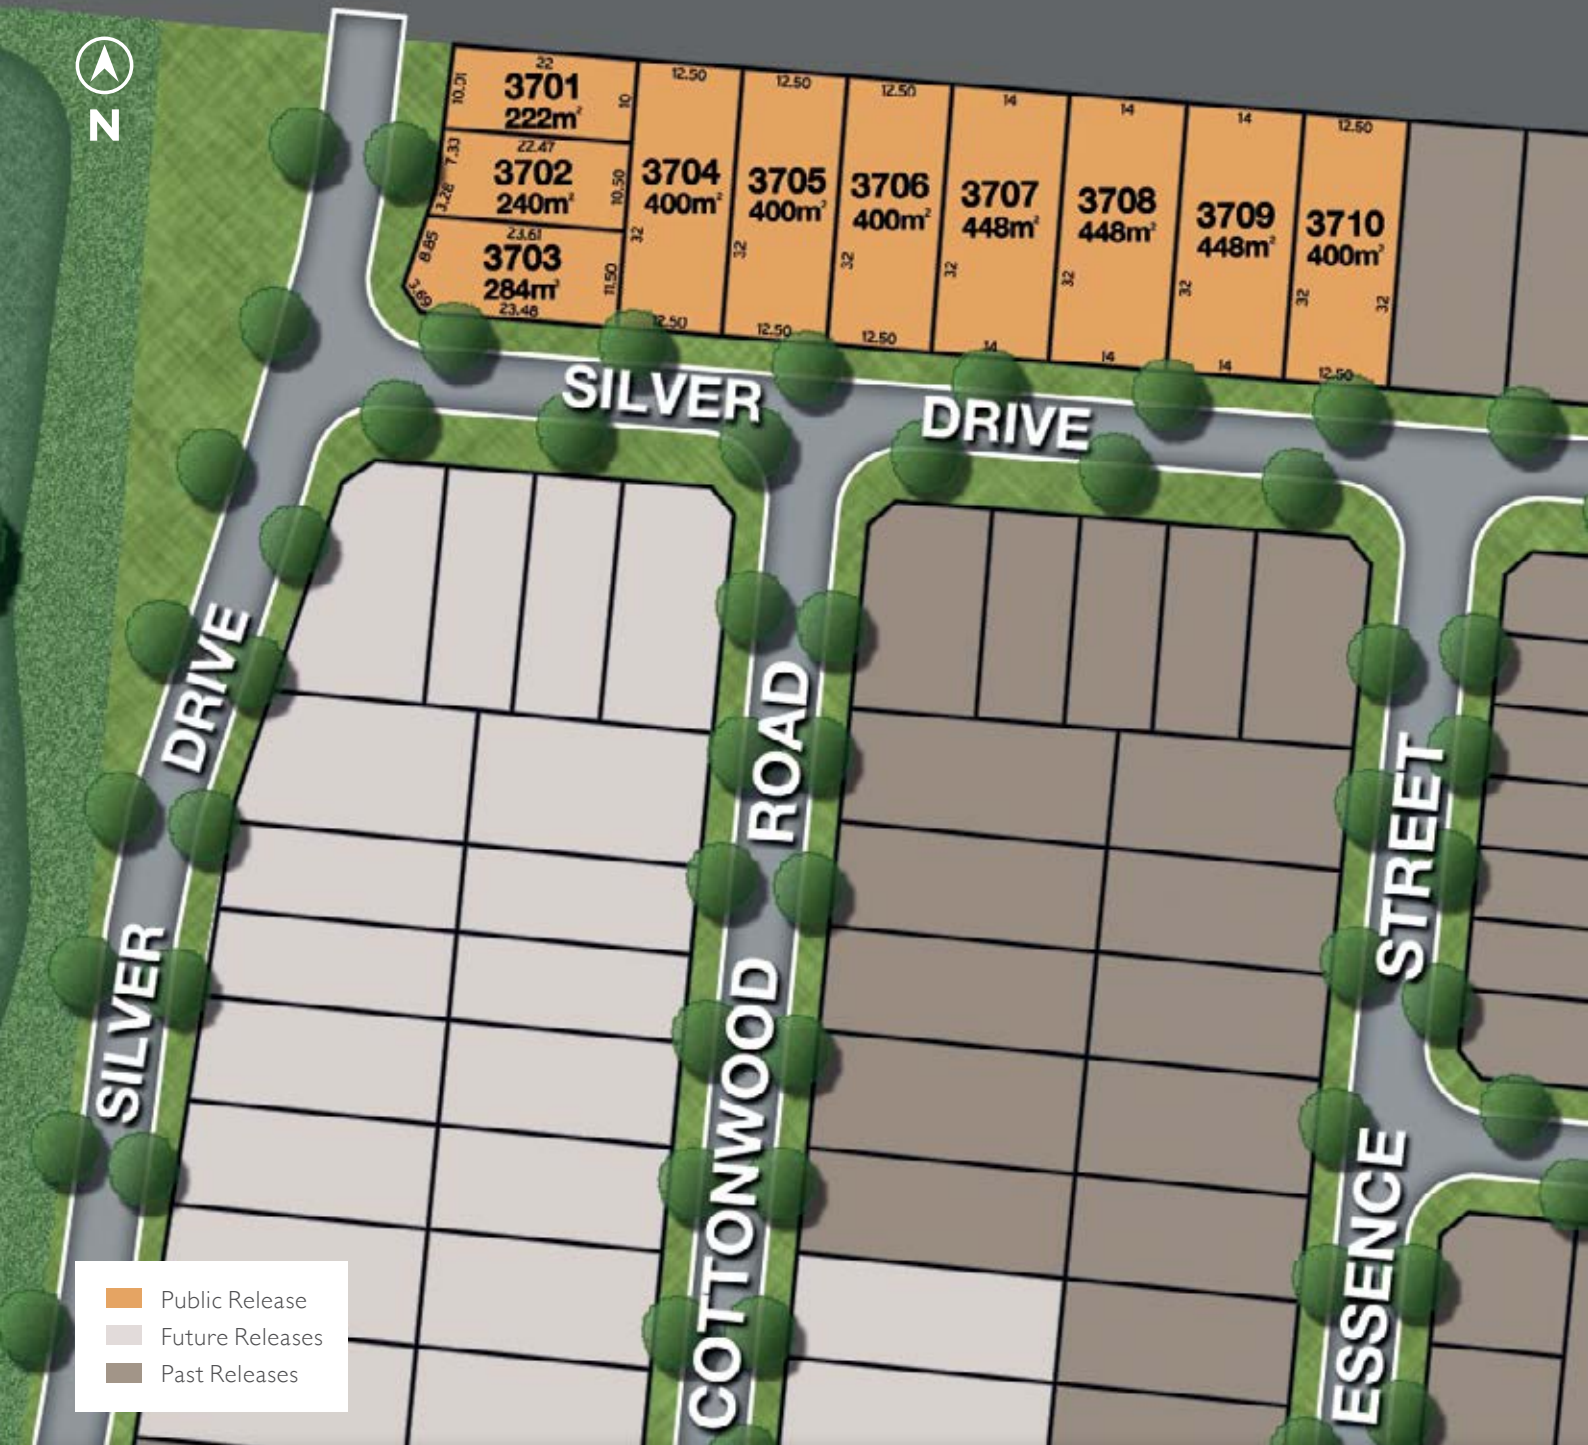 N
22
3701
222m²
10.01
10
22.47
3702
240m²
7.33
3.26
10.50
23.61
3703
284m²
8.85
3.69
11.50
23.48
12.50
3704
400m²
32
12.50
12.50
3705
400m²
32
12.50
12.50
3706
400m²
32
12.50
14
3707
448m²
32
14
14
3708
448m²
32
14
14
3709
448m²
32
14
12.50
3710
400m²
32
32
12.50
SILVER DRIVE
SILVER DRIVE
COTTONWOOD ROAD
ESSENCE STREET
Public Release
Future Releases
Past Releases